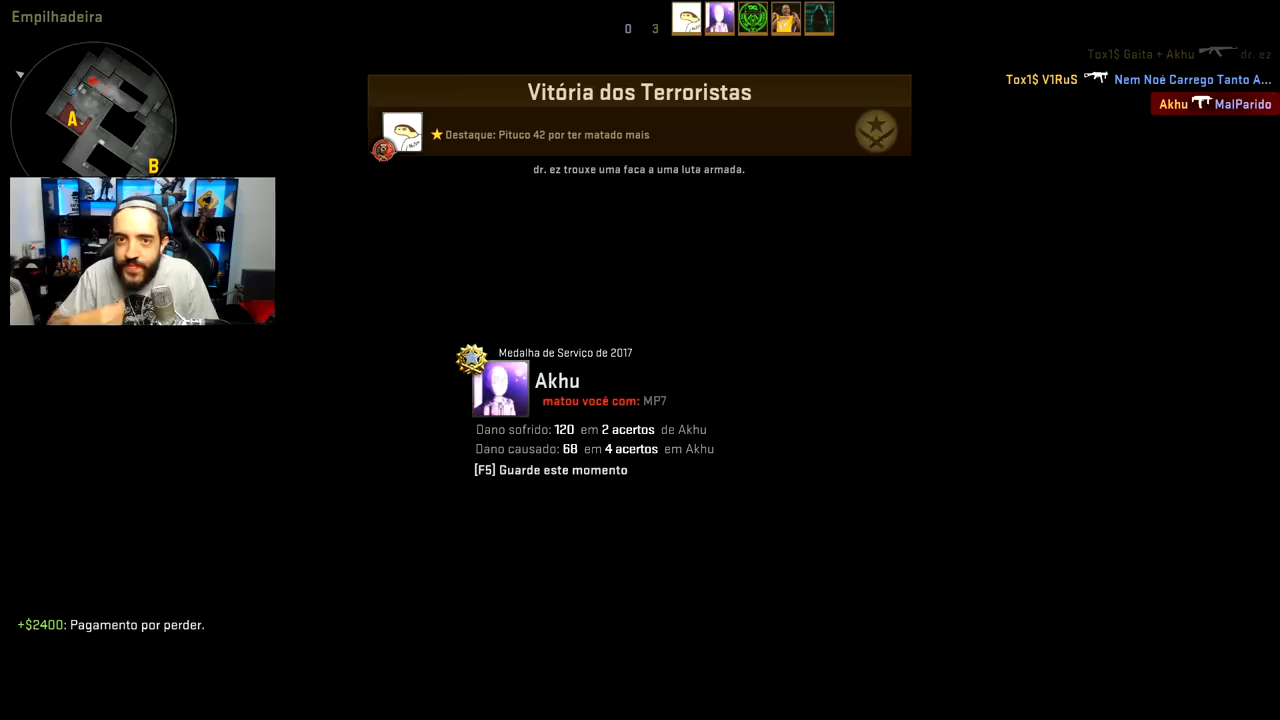 Empilhadeira
0 3
A
B
Tox1$ Gaita + Akhu dr. ez
Tox1$ V1RuS Nem Noé Carrego Tanto A...
Akhu MalParido
Vitória dos Terroristas
Destaque: Pituco 42 por ter matado mais
dr. ez trouxe uma faca a uma luta armada.
Medalha de Serviço de 2017
Akhu
matou você com: MP7
Dano sofrido: 120 em 2 acertos de Akhu
Dano causado: 68 em 4 acertos em Akhu
[F5] Guarde este momento
+$2400: Pagamento por perder.